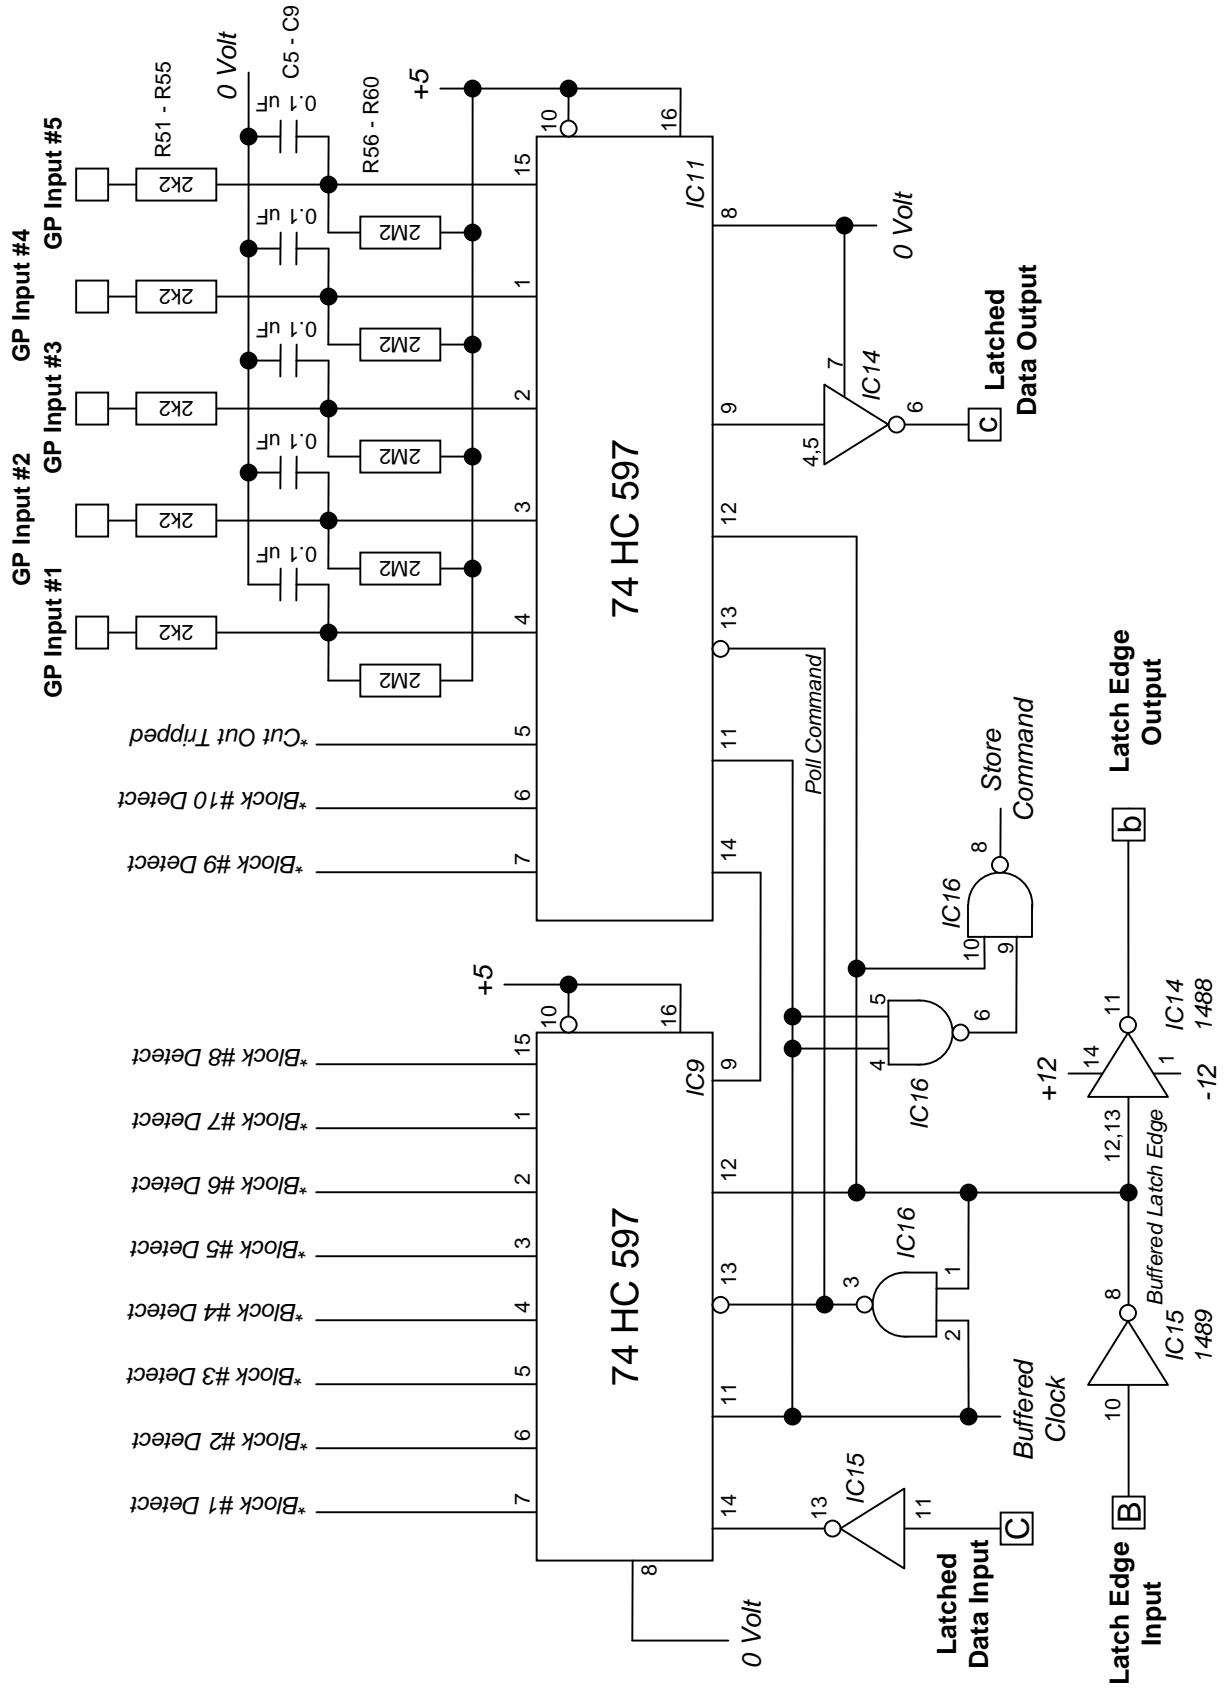 GP Input #1
GP Input #2
GP Input #3
GP Input #4
GP Input #5
2k2
2k2
2k2
2k2
2k2
R51 - R55
0 Volt
0.1 uF
0.1 uF
0.1 uF
0.1 uF
0.1 uF
C5 - C9
2M2
2M2
2M2
2M2
2M2
R56 - R60
*Block #1 Detect
*Block #2 Detect
*Block #3 Detect
*Block #4 Detect
*Block #5 Detect
*Block #6 Detect
*Block #7 Detect
*Block #8 Detect
*Block #9 Detect
*Block #10 Detect
*Cut Out Tripped
+5
+5
7
6
5
4
3
2
1
15
10
16
8
74 HC 597
IC9
14
11
13
12
9
0 Volt
7
6
5
4
3
2
1
15
10
16
74 HC 597
IC11
14
11
13
12
9
8
Poll Command
13
IC15
11
C
Latched
Data Input
Buffered
Clock
3
IC16
2
1
4
5
IC16
6
IC16
10
9
8
Store
Command
4,5
7
IC14
6
0 Volt
c
Latched
Data Output
Latch Edge
Input
B
10
8
IC15
1489
Buffered Latch Edge
12,13
+12
14
1
-12
11
IC14
1488
b
Latch Edge
Output